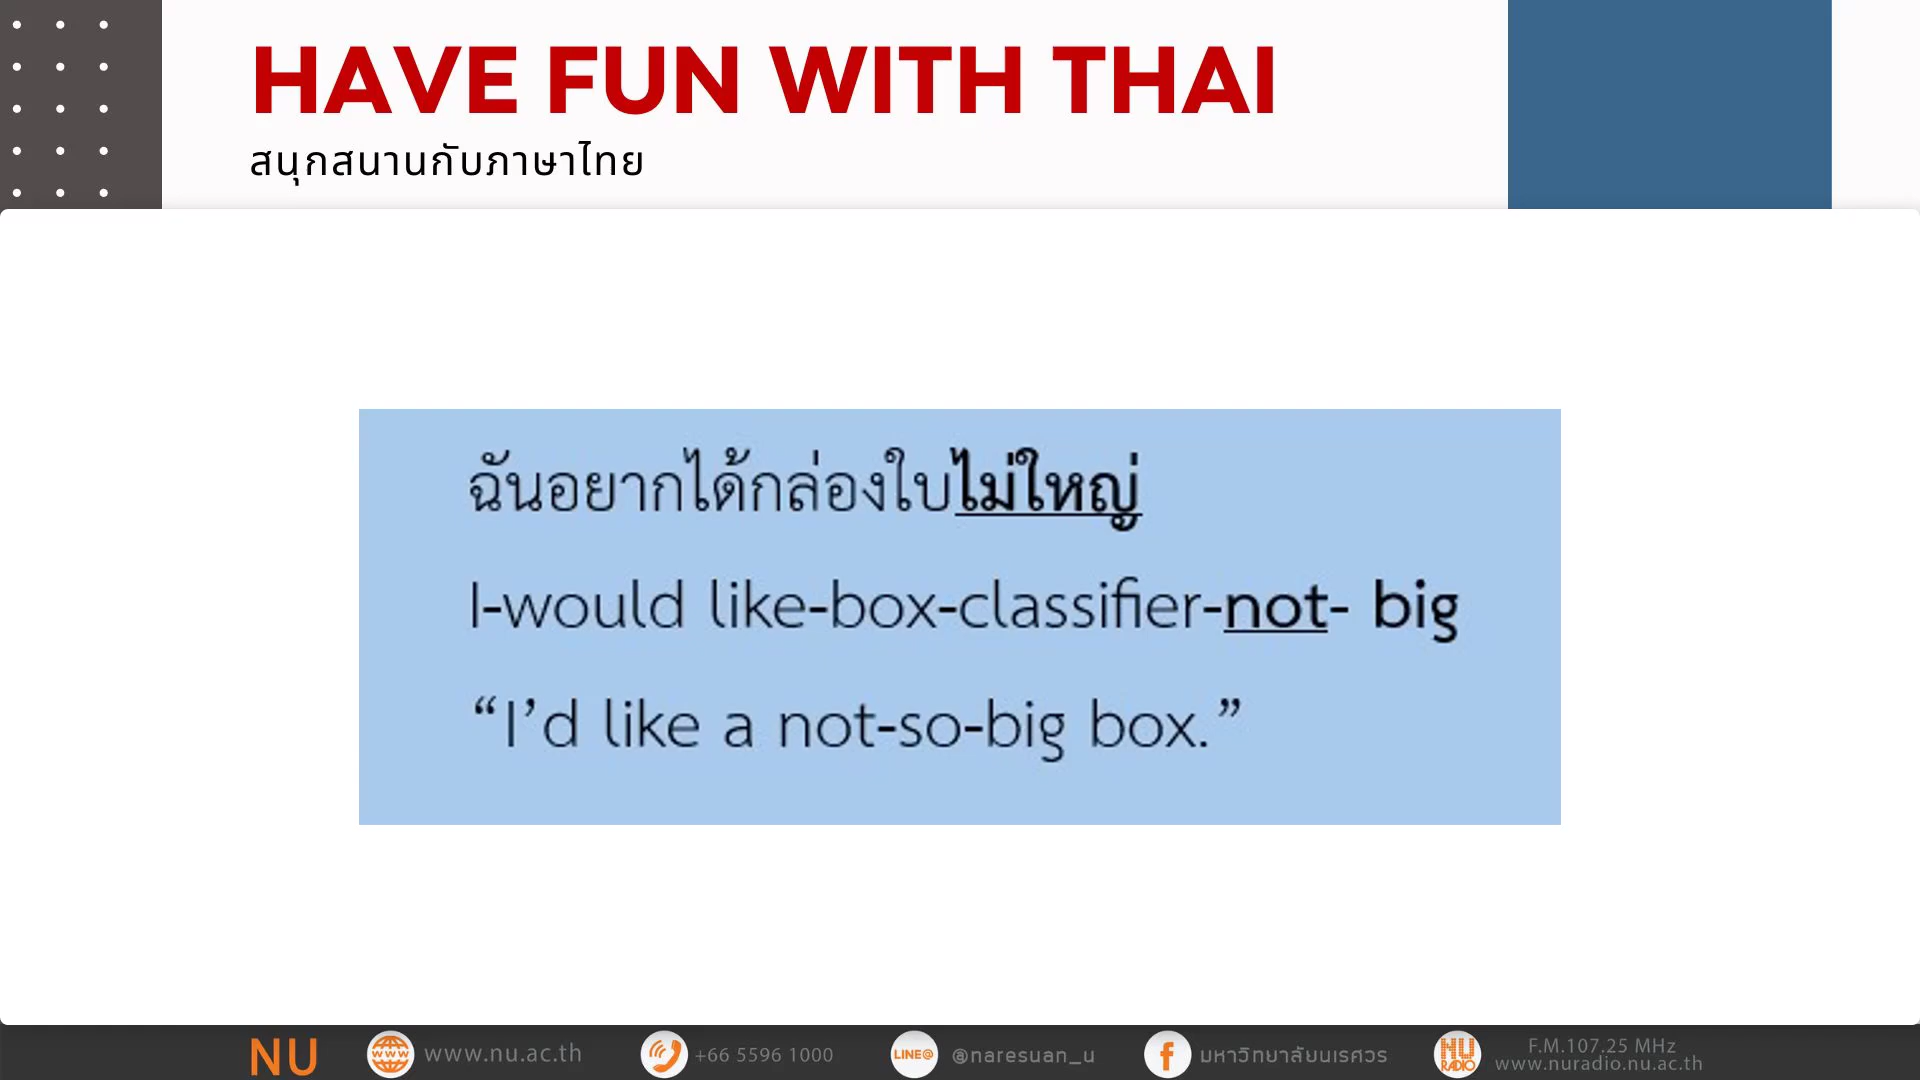 HAVE FUN WITH THAI
สนุกสนานกับภาษาไทย
ฉันอยากได้กล่องใบไม่ใหญ่
I-would like-box-classifier-not- big
“I’d like a not-so-big box.”
NU
www
www.nu.ac.th
+66 5596 1000
LINE@
@naresuan_u
f
มหาวิทยาลัยนเรศวร
NU
RADIO
F.M.107.25 MHz
www.nuradio.nu.ac.th